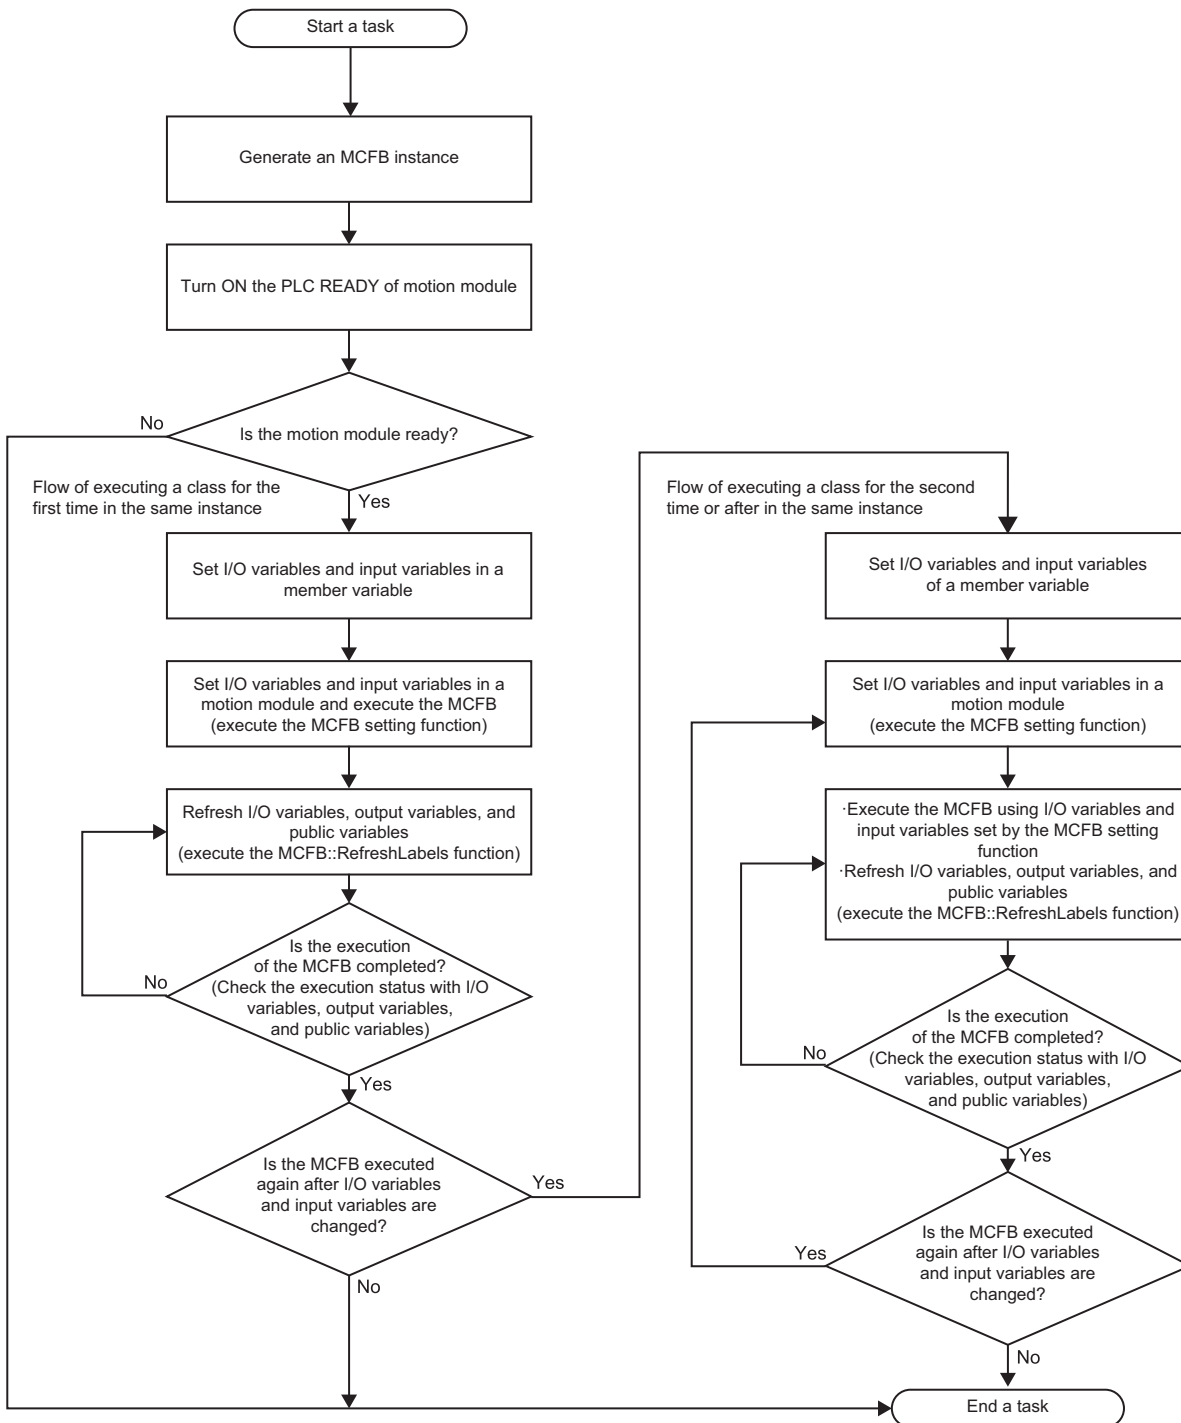 Start a task
Generate an MCFB instance
Turn ON the PLC READY of motion module
Is the motion module ready?
No
Yes
Flow of executing a class for the
first time in the same instance
Set I/O variables and input variables in a
member variable
Set I/O variables and input variables in a
motion module and execute the MCFB
(execute the MCFB setting function)
Refresh I/O variables, output variables, and
public variables
(execute the MCFB::RefreshLabels function)
Is the execution
of the MCFB completed?
(Check the execution status with I/O
variables, output variables,
and public variables)
No
Yes
Is the MCFB executed
again after I/O variables
and input variables are
changed?
Yes
No
Flow of executing a class for the second
time or after in the same instance
Set I/O variables and input variables
of a member variable
Set I/O variables and input variables in a
motion module
(execute the MCFB setting function)
·Execute the MCFB using I/O variables and
input variables set by the MCFB setting
function
·Refresh I/O variables, output variables, and
public variables
(execute the MCFB::RefreshLabels function)
Is the execution
of the MCFB completed?
(Check the execution status with I/O
variables, output variables,
and public variables)
No
Yes
Is the MCFB executed
again after I/O variables
and input variables are
changed?
Yes
No
End a task